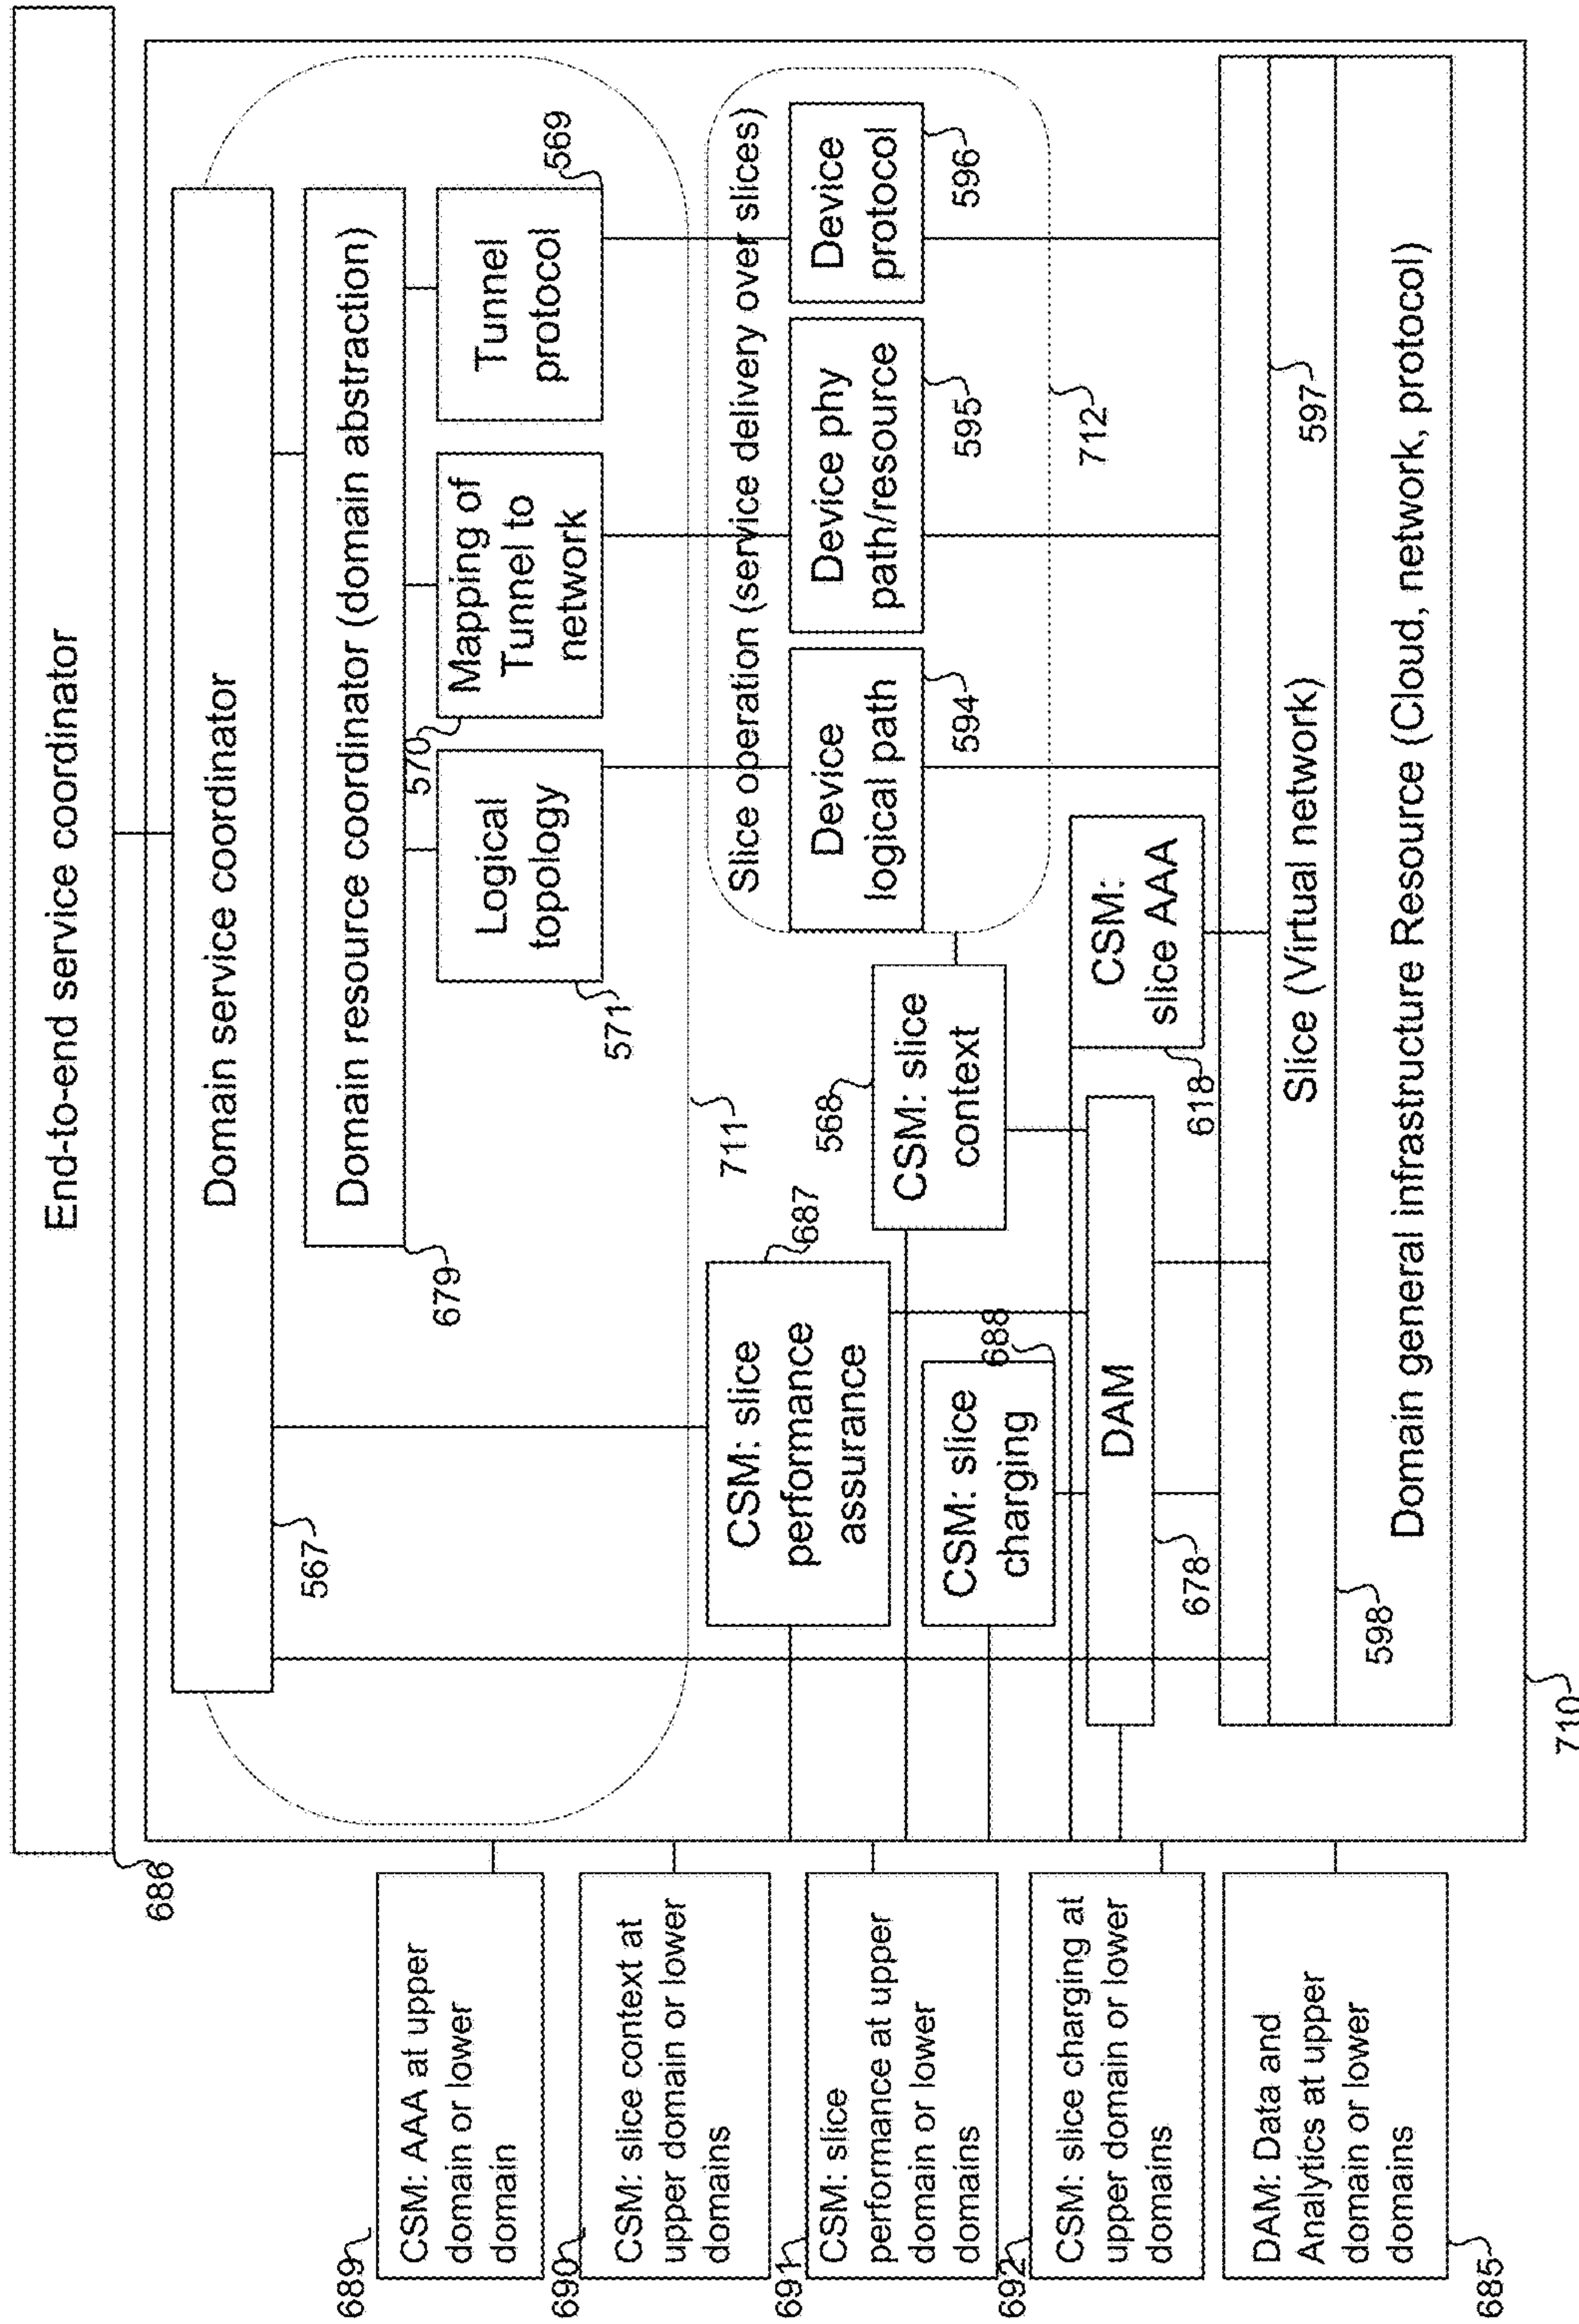 End-to-end service coordinator
686
Domain service coordinator
567
Domain resource coordinator (domain abstraction)
679
Logical
topology
571
Mapping of
Tunnel to
network
570
Tunnel
protocol
569
711
Slice operation (service delivery over slices)
Device
logical path
594
Device phy
path/resource
595
Device
protocol
596
712
CSM: slice
performance
assurance
687
CSM: slice
context
568
CSM: slice
charging
688
CSM:
slice AAA
618
DAM
678
Slice (Virtual network)
597
Domain general infrastructure Resource (Cloud, network, protocol)
598
710
689
CSM: AAA at upper
domain or lower
domain
690
CSM: slice context at
upper domain or lower
domains
691
CSM: slice
performance at upper
domain or lower
domains
692
CSM: slice charging at
upper domain or lower
domains
DAM: Data and
Analytics at upper
domain or lower
domains
685